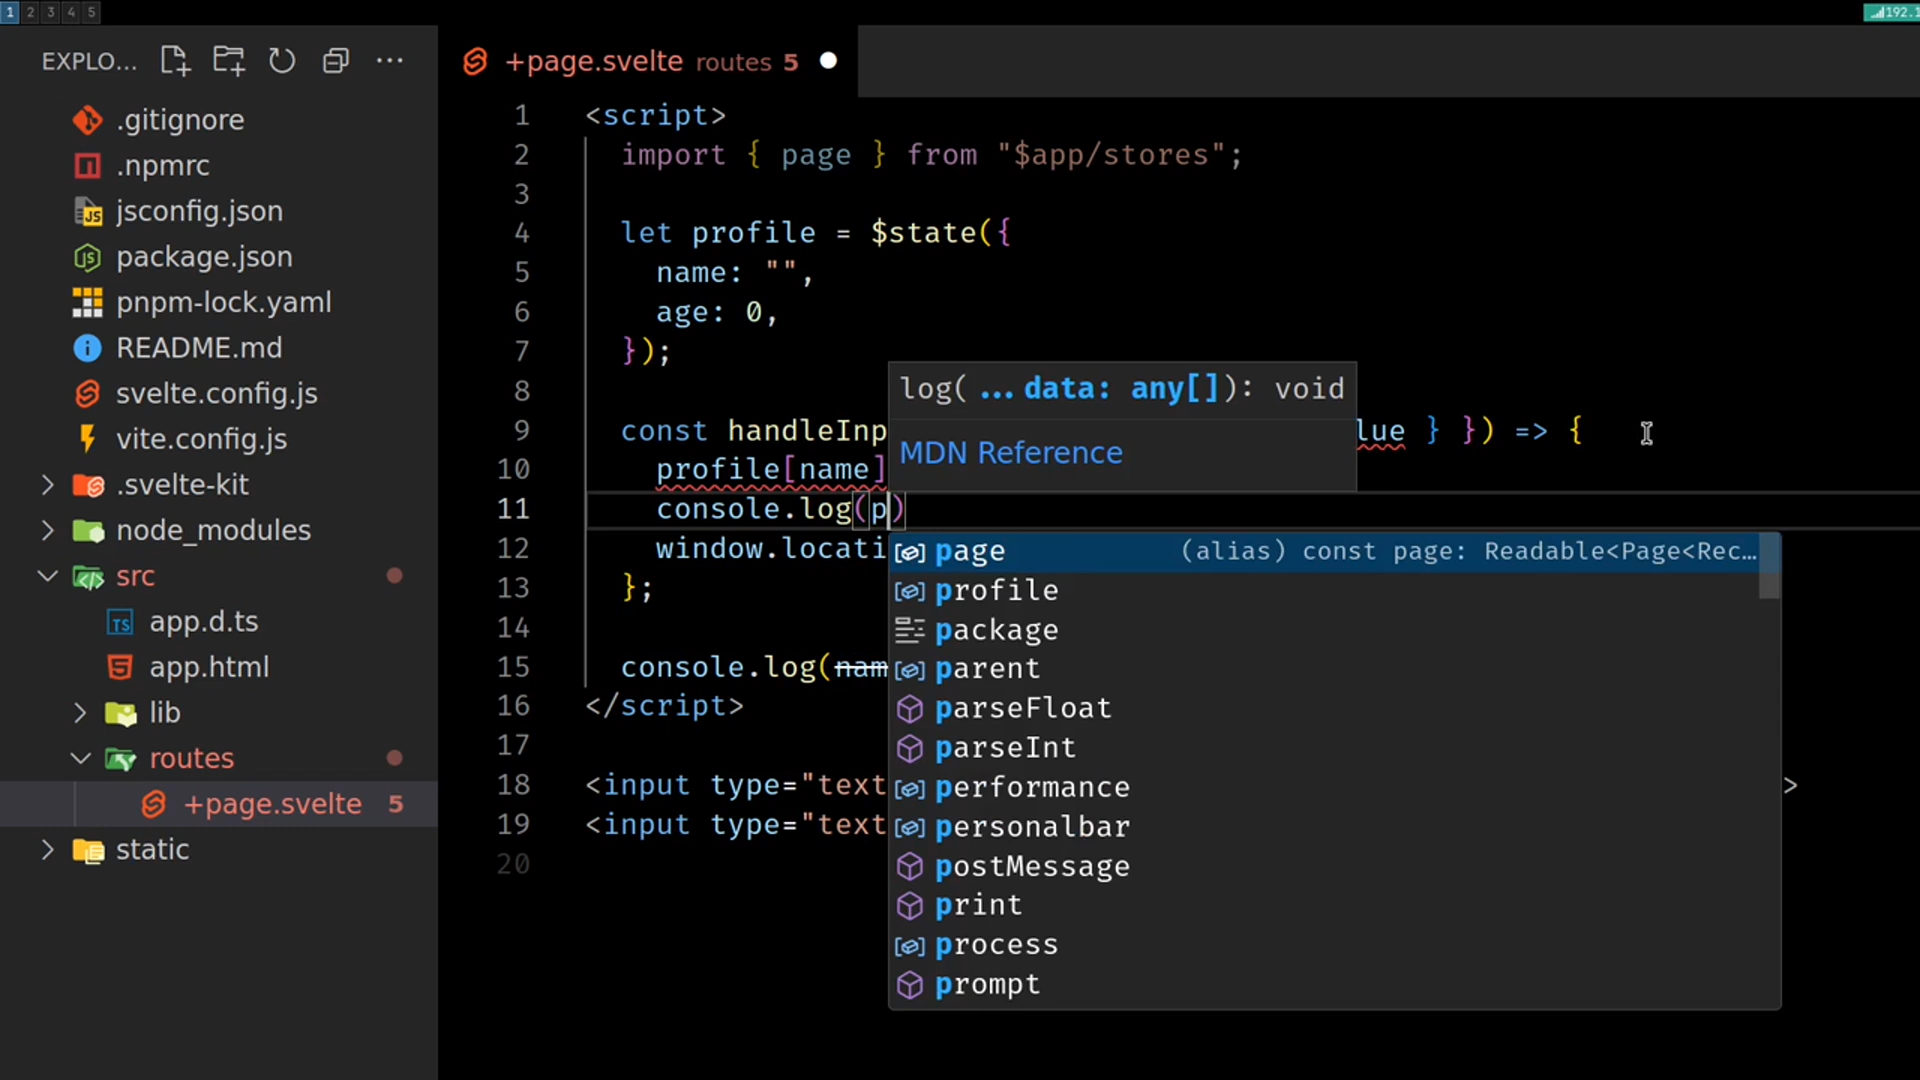 1 2 3 4 5
192.1
EXPLO...
.gitignore
.npmrc
jsconfig.json
package.json
pnpm-lock.yaml
README.md
svelte.config.js
vite.config.js
.svelte-kit
node_modules
src
app.d.ts
app.html
lib
routes
+page.svelte 5
static
+page.svelte routes 5
1 <script>
2 import { page } from "$app/stores";
3
4 let profile = $state({
5 name: "",
6 age: 0,
7 });
8
9 const handleInp lue } }) => {
10 profile[name]
11 console.log(p)
12 window.locati
13 };
14
15 console.log(nam
16 </script>
17
18 <input type="text >
19 <input type="text
20
log( ... data: any[]): void
MDN Reference
page (alias) const page: Readable<Page<Rec...
profile
package
parent
parseFloat
parseInt
performance
personalbar
postMessage
print
process
prompt